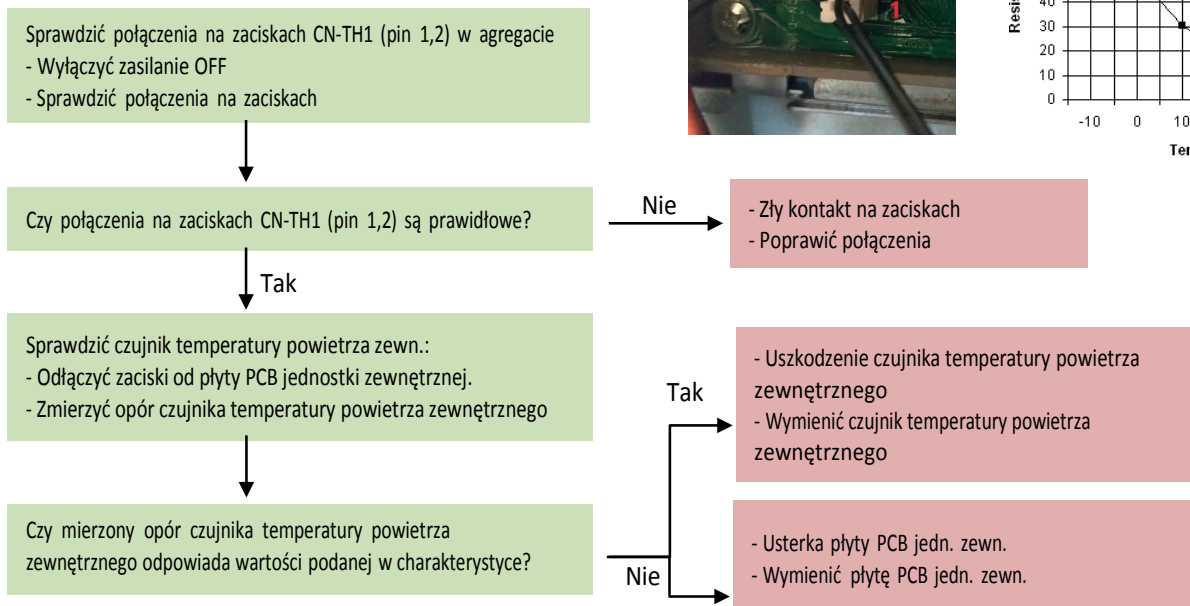 Sprawdzić połączenia na zaciskach CN-TH1 (pin 1,2) w agregacie
- Wyłączyć zasilanie OFF
- Sprawdzić połączenia na zaciskach
1
40
30
20
10
0
-10 0 10
Czy połączenia na zaciskach CN-TH1 (pin 1,2) są prawidłowe?
Nie
- Zły kontakt na zaciskach
- Poprawić połączenia
Tak
Sprawdzić czujnik temperatury powietrza zewn.:
- Odłączyć zaciski od płyty PCB jednostki zewnętrznej.
- Zmierzyć opór czujnika temperatury powietrza zewnętrznego
Tak
- Uszkodzenie czujnika temperatury powietrza
zewnętrznego
- Wymienić czujnik temperatury powietrza
zewnętrznego
Czy mierzony opór czujnika temperatury powietrza
zewnętrznego odpowiada wartości podanej w charakterystyce?
Nie
- Usterka płyty PCB jedn. zewn.
- Wymienić płytę PCB jedn. zewn.